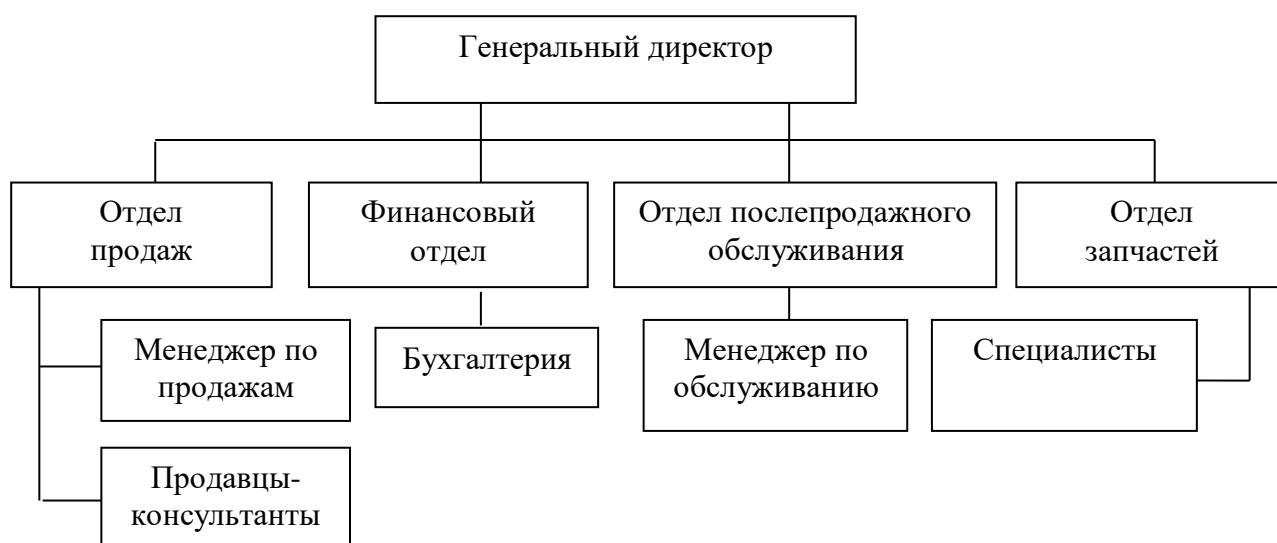 Генеральный директор
Отдел
продаж
Финансовый
отдел
Отдел послепродажного
обслуживания
Отдел
запчастей
Менеджер по
продажам
Бухгалтерия
Менеджер по
обслуживанию
Специалисты
Продавцы-
консультанты